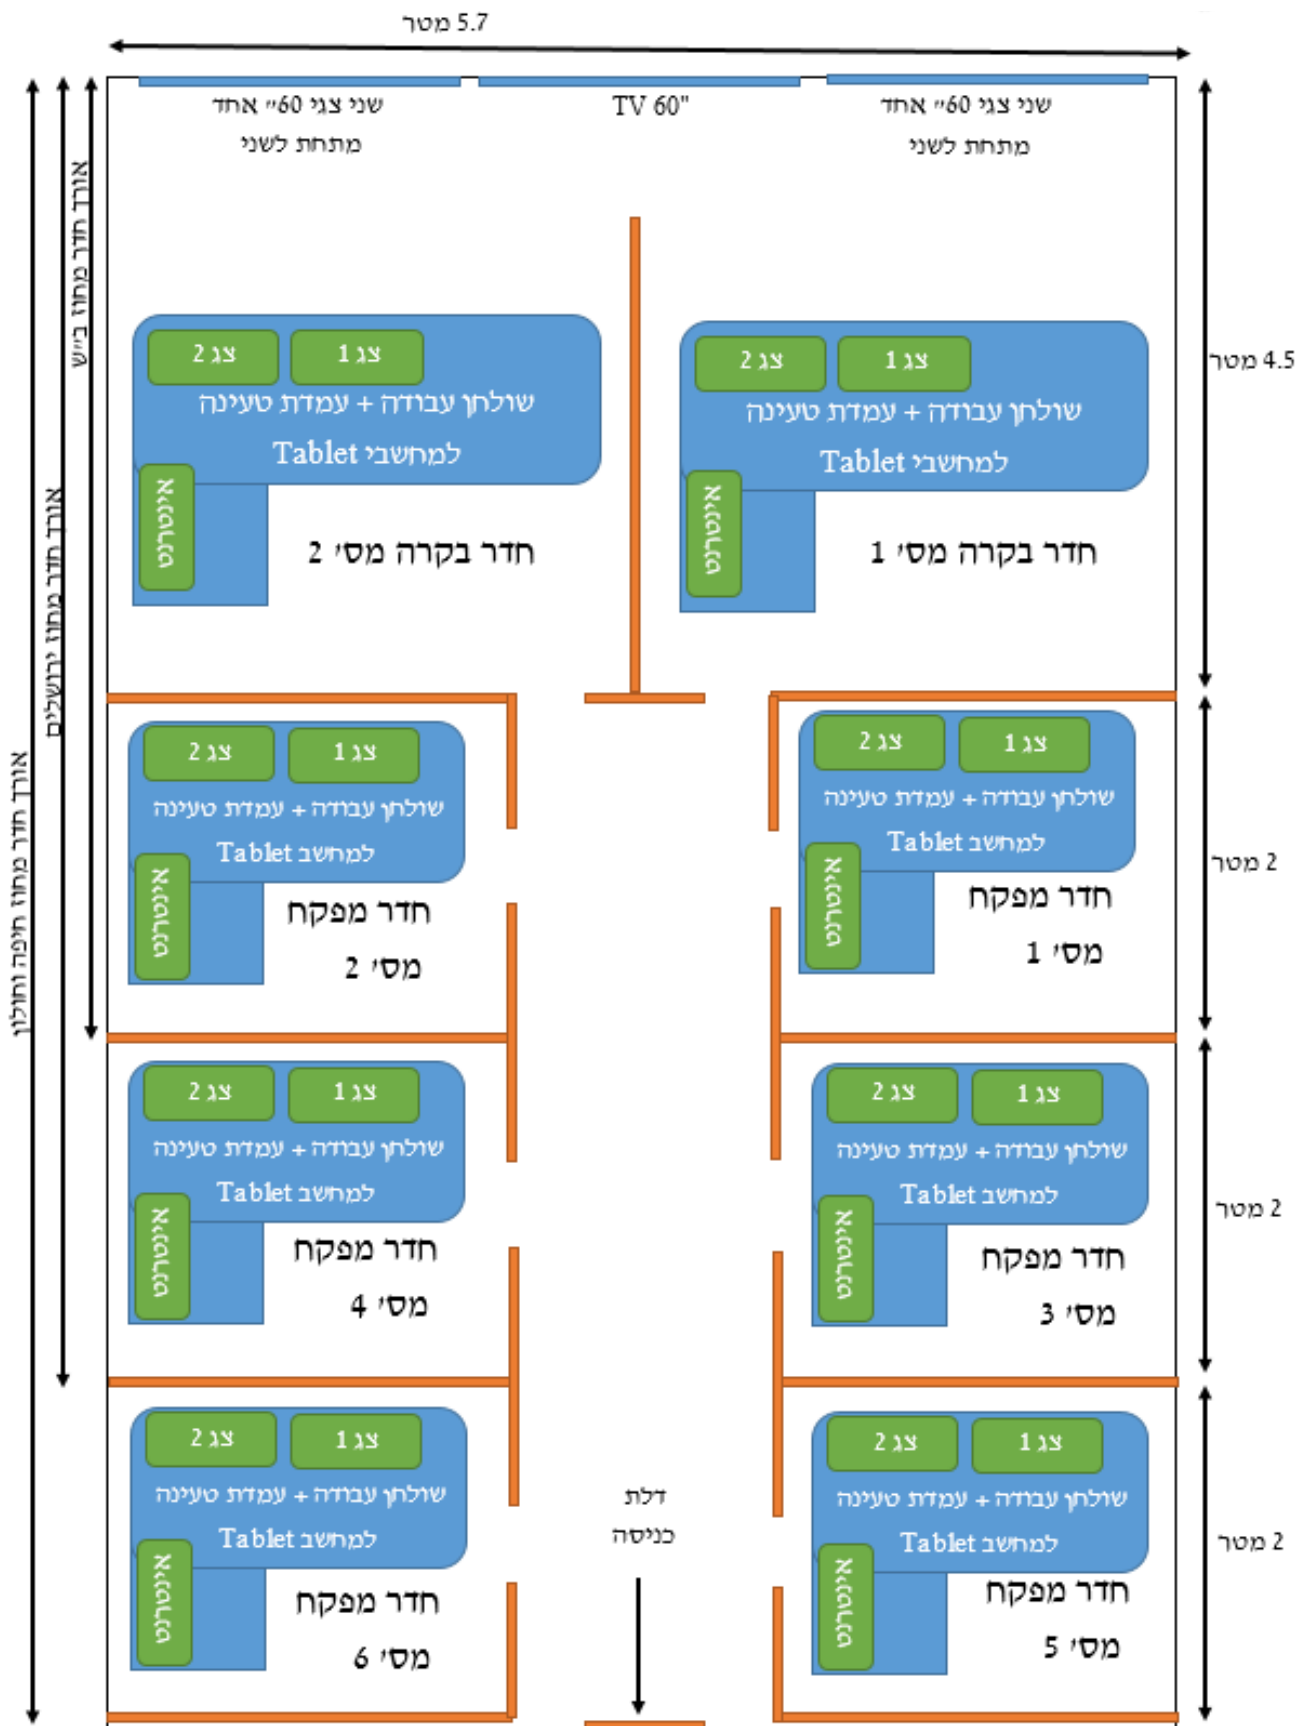 5.7 מטר
שני צגי 60״ אחד
מתחת לשני
TV 60"
שני צגי 60״ אחד
מתחת לשני
4.5 מטר
צג 1
צג 2
שולחן עבודה + עמדת טעינה
למחשבי Tablet
אינטרנט
חדר בקרה מס׳ 1
צג 1
צג 2
שולחן עבודה + עמדת טעינה
למחשבי Tablet
אינטרנט
חדר בקרה מס׳ 2
אורך חדר מחוז ב״ש
אורך חדר מחוז ירושלים
אורך חדר מחוז חיפה וחולון
2 מטר
צג 1
צג 2
שולחן עבודה + עמדת טעינה
למחשב Tablet
אינטרנט
חדר מפקח
מס׳ 1
צג 1
צג 2
שולחן עבודה + עמדת טעינה
למחשב Tablet
אינטרנט
חדר מפקח
מס׳ 2
2 מטר
צג 1
צג 2
שולחן עבודה + עמדת טעינה
למחשב Tablet
אינטרנט
חדר מפקח
מס׳ 3
צג 1
צג 2
שולחן עבודה + עמדת טעינה
למחשב Tablet
אינטרנט
חדר מפקח
מס׳ 4
2 מטר
צג 1
צג 2
שולחן עבודה + עמדת טעינה
למחשב Tablet
אינטרנט
חדר מפקח
מס׳ 5
דלת
כניסה
צג 1
צג 2
שולחן עבודה + עמדת טעינה
למחשב Tablet
אינטרנט
חדר מפקח
מס׳ 6